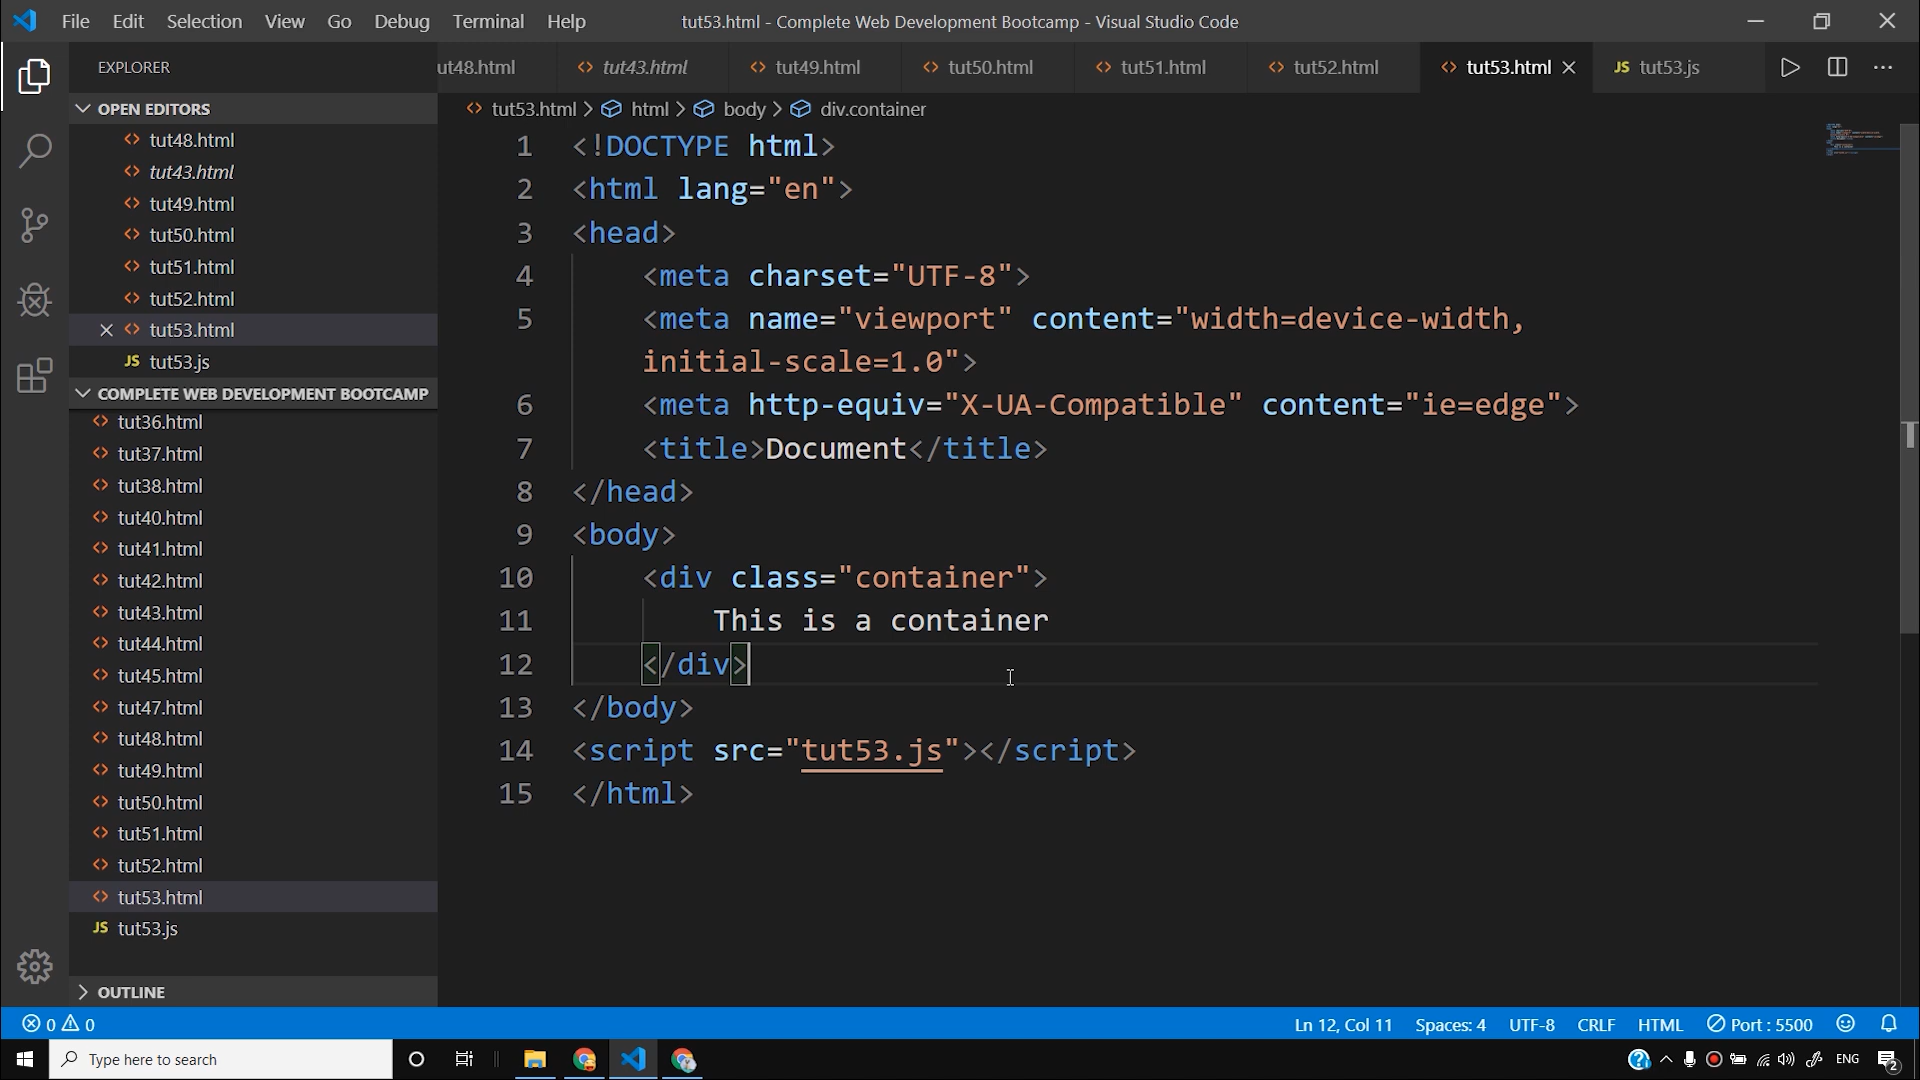 File Edit Selection View Go Debug Terminal Help tut53.html - Complete Web Development Bootcamp - Visual Studio Code
EXPLORER
OPEN EDITORS
tut48.html
tut43.html
tut49.html
tut50.html
tut51.html
tut52.html
tut53.html
JS tut53.js
COMPLETE WEB DEVELOPMENT BOOTCAMP
tut36.html
tut37.html
tut38.html
tut40.html
tut41.html
tut42.html
tut43.html
tut44.html
tut45.html
tut47.html
tut48.html
tut49.html
tut50.html
tut51.html
tut52.html
tut53.html
JS tut53.js
OUTLINE
ut48.html tut43.html tut49.html tut50.html tut51.html tut52.html tut53.html JS tut53.js
tut53.html > html > body > div.container
1 <!DOCTYPE html>
2 <html lang="en">
3 <head>
4 <meta charset="UTF-8">
5 <meta name="viewport" content="width=device-width,
initial-scale=1.0">
6 <meta http-equiv="X-UA-Compatible" content="ie=edge">
7 <title>Document</title>
8 </head>
9 <body>
10 <div class="container">
11 This is a container
12 </div>
13 </body>
14 <script src="tut53.js"></script>
15 </html>
0 0 Ln 12, Col 11 Spaces: 4 UTF-8 CRLF HTML Port : 5500
Type here to search ENG 2